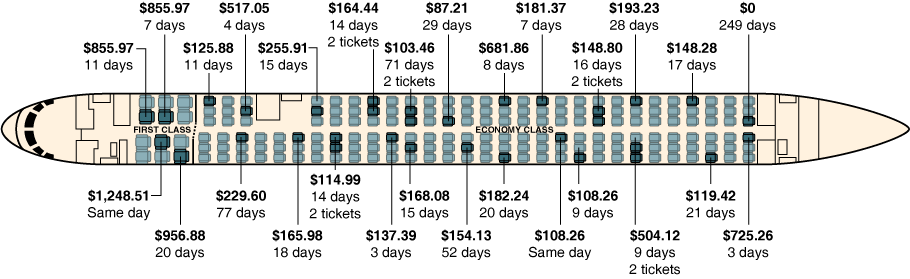 $855.97
7 days
$517.05
4 days
$164.44
14 days
2 tickets
$87.21
29 days
$181.37
7 days
$193.23
28 days
$0
249 days
$855.97
11 days
$125.88
11 days
$255.91
15 days
$103.46
71 days
2 tickets
$681.86
8 days
$148.80
16 days
2 tickets
$148.28
17 days
FIRST CLASS
ECONOMY CLASS
$1,248.51
Same day
$229.60
77 days
$114.99
14 days
2 tickets
$168.08
15 days
$182.24
20 days
$108.26
9 days
$119.42
21 days
$956.88
20 days
$165.98
18 days
$137.39
3 days
$154.13
52 days
$108.26
Same day
$504.12
9 days
2 tickets
$725.26
3 days